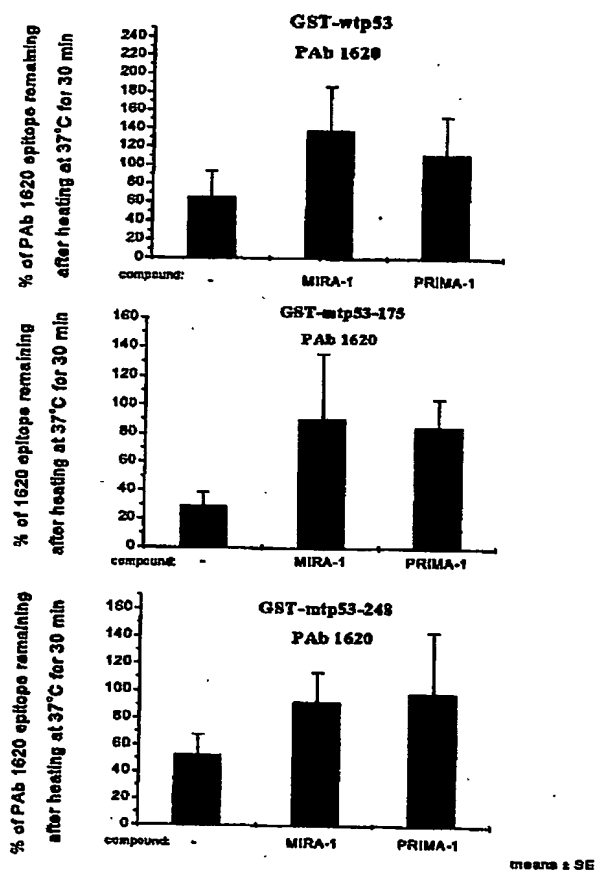 GST-wtp53
PAb 1620
% of PAb 1620 epitope remaining
after heating at 37°C for 30 min
240
220
200
180
160
140
120
100
80
60
40
20
0
compound: - MIRA-1 PRIMA-1
GST-mtp53-175
PAb 1620
% of 1620 epitope remaining
after heating at 37°C for 30 min
160
140
120
100
80
60
40
20
0
compound: - MIRA-1 PRIMA-1
GST-mtp53-248
PAb 1620
% of PAb 1620 epitope remaining
after heating at 37°C for 30 min
160
140
120
100
80
60
40
20
0
compound: - MIRA-1 PRIMA-1
means ± SE